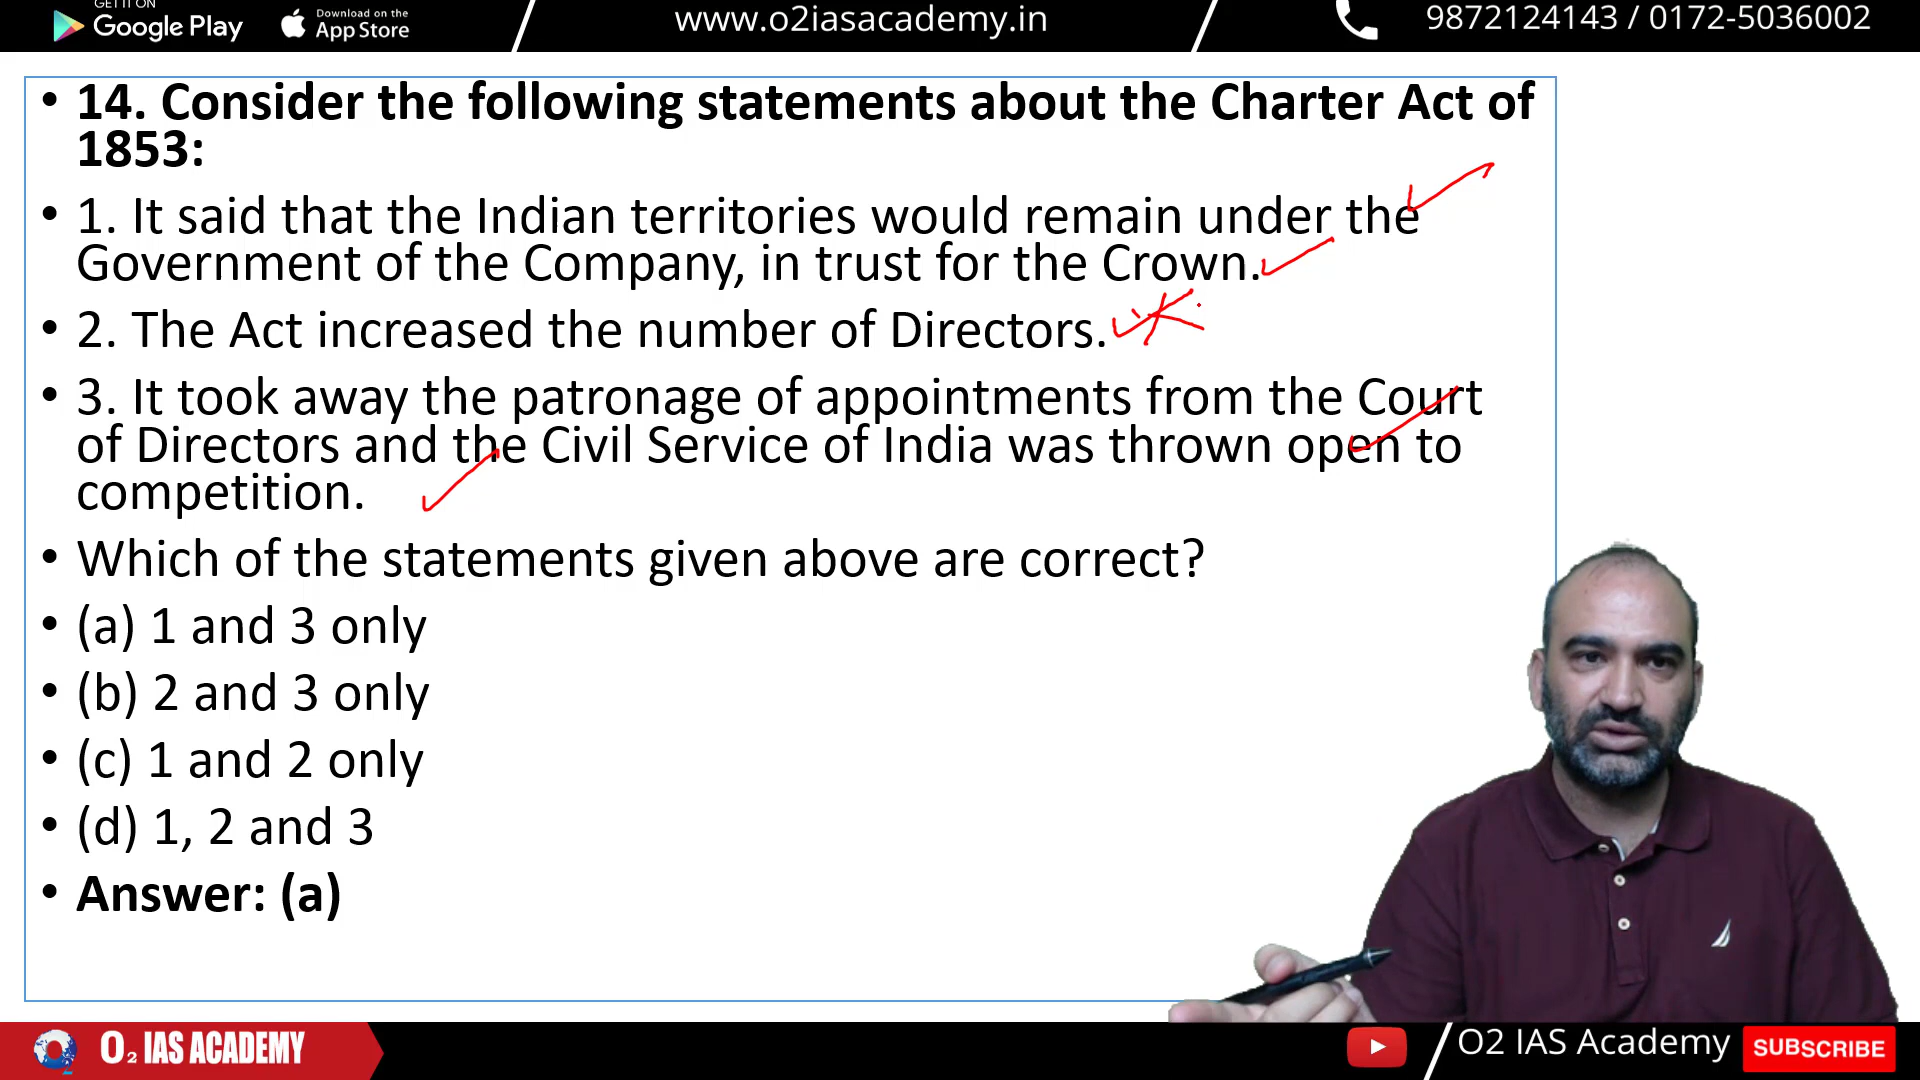 GET IT ON
Google Play
Download on the
App Store
www.o2iasacademy.in
9872124143 / 0172-5036002
• 14. Consider the following statements about the Charter Act of
1853:
• 1. It said that the Indian territories would remain under the
Government of the Company, in trust for the Crown.
• 2. The Act increased the number of Directors.
• 3. It took away the patronage of appointments from the Court
of Directors and the Civil Service of India was thrown open to
competition.
• Which of the statements given above are correct?
• (a) 1 and 3 only
• (b) 2 and 3 only
• (c) 1 and 2 only
• (d) 1, 2 and 3
• Answer: (a)
O2 IAS ACADEMY
O2 IAS Academy
SUBSCRIBE